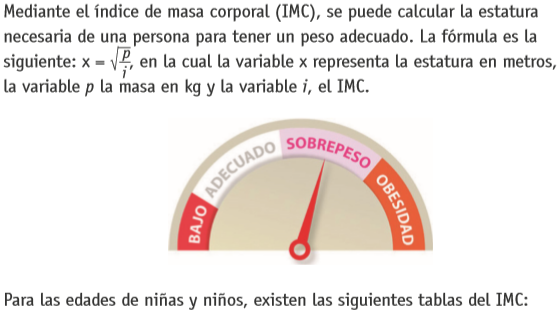 Mediante el índice de masa corporal (IMC), se puede calcular la estatura
necesaria de una persona para tener un peso adecuado. La fórmula es la
siguiente: x = √(p/i), en la cual la variable x representa la estatura en metros,
la variable p la masa en kg y la variable i, el IMC.
BAJO
ADECUADO
SOBREPESO
OBESIDAD
Para las edades de niñas y niños, existen las siguientes tablas del IMC: